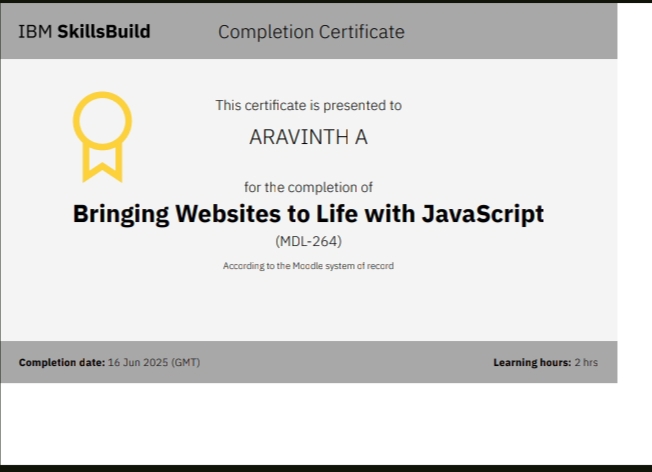 IBM SkillsBuild
Completion Certificate
This certificate is presented to
ARAVINTH A
for the completion of
Bringing Websites to Life with JavaScript
(MDL-264)
According to the Moodle system of record
Completion date: 16 Jun 2025 (GMT)
Learning hours: 2 hrs